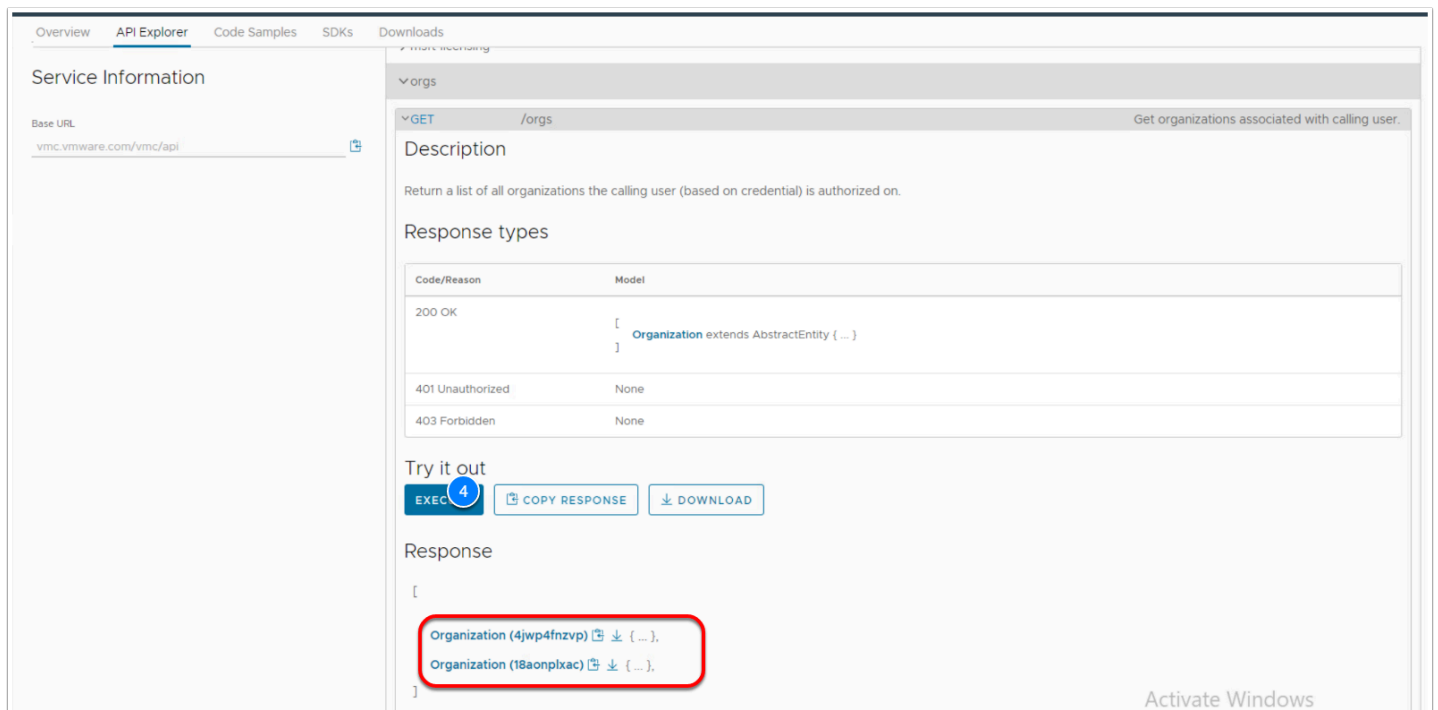 Overview API Explorer Code Samples SDKs Downloads
Service Information
Base URL
vmc.vmware.com/vmc/api
licensing
orgs
GET /orgs Get organizations associated with calling user.
Description
Return a list of all organizations the calling user (based on credential) is authorized on.
Response types
Code/Reason Model
200 OK
[
Organization extends AbstractEntity { ... }
]
401 Unauthorized None
403 Forbidden None
Try it out
EXEC 4 COPY RESPONSE DOWNLOAD
Response
[
Organization (4jwp4fnzvp) { ... },
Organization (18aonplxac) { ... },
]
Activate Windows